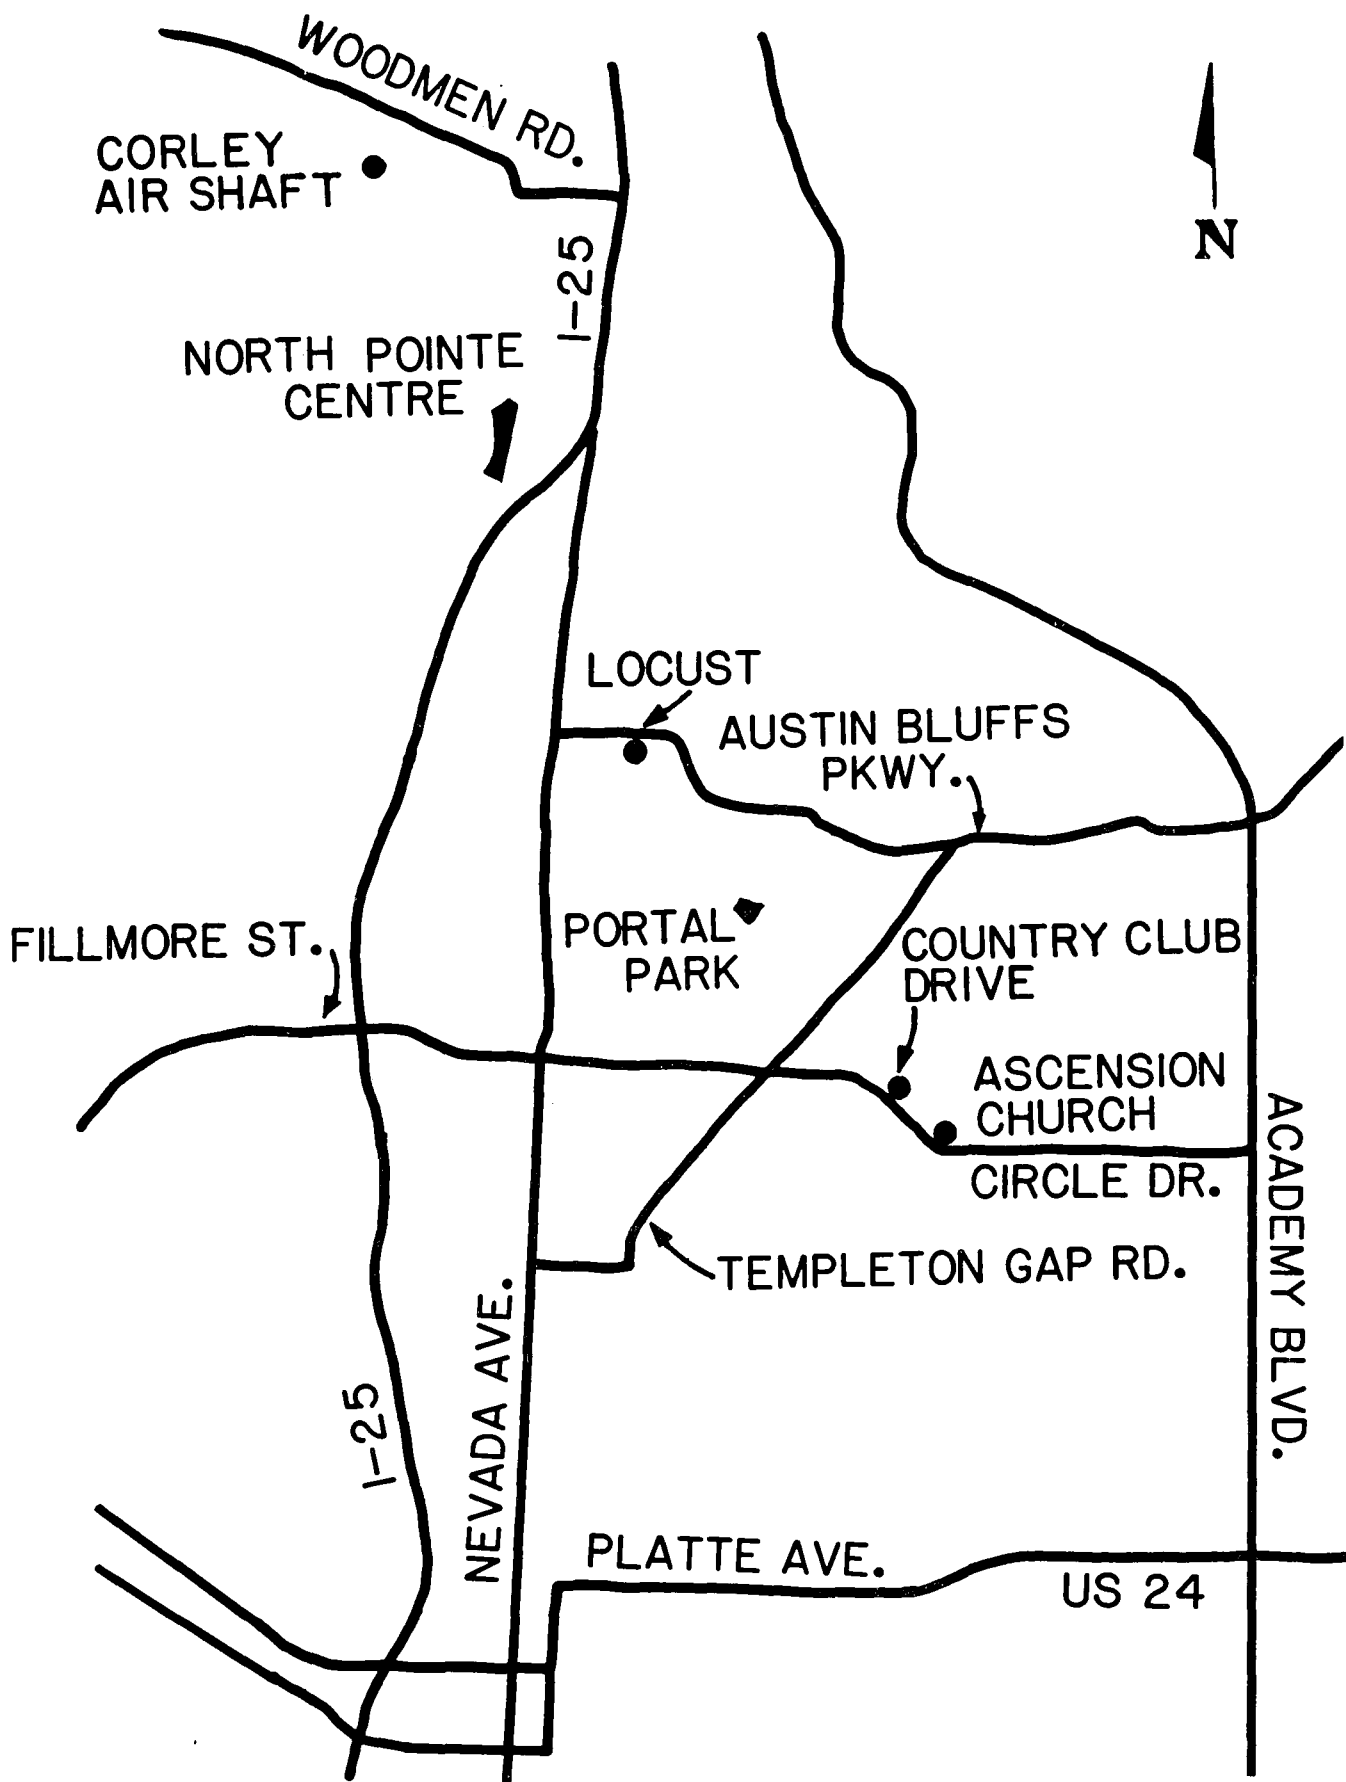 WOODMEN RD.
CORLEY
AIR SHAFT
N
I-25
NORTH POINTE
CENTRE
LOCUST
AUSTIN BLUFFS
PKWY.
FILLMORE ST.
PORTAL
PARK
COUNTRY CLUB
DRIVE
ASCENSION
CHURCH
CIRCLE DR.
ACADEMY BLVD.
TEMPLETON GAP RD.
NEVADA AVE.
I-25
PLATTE AVE.
US 24